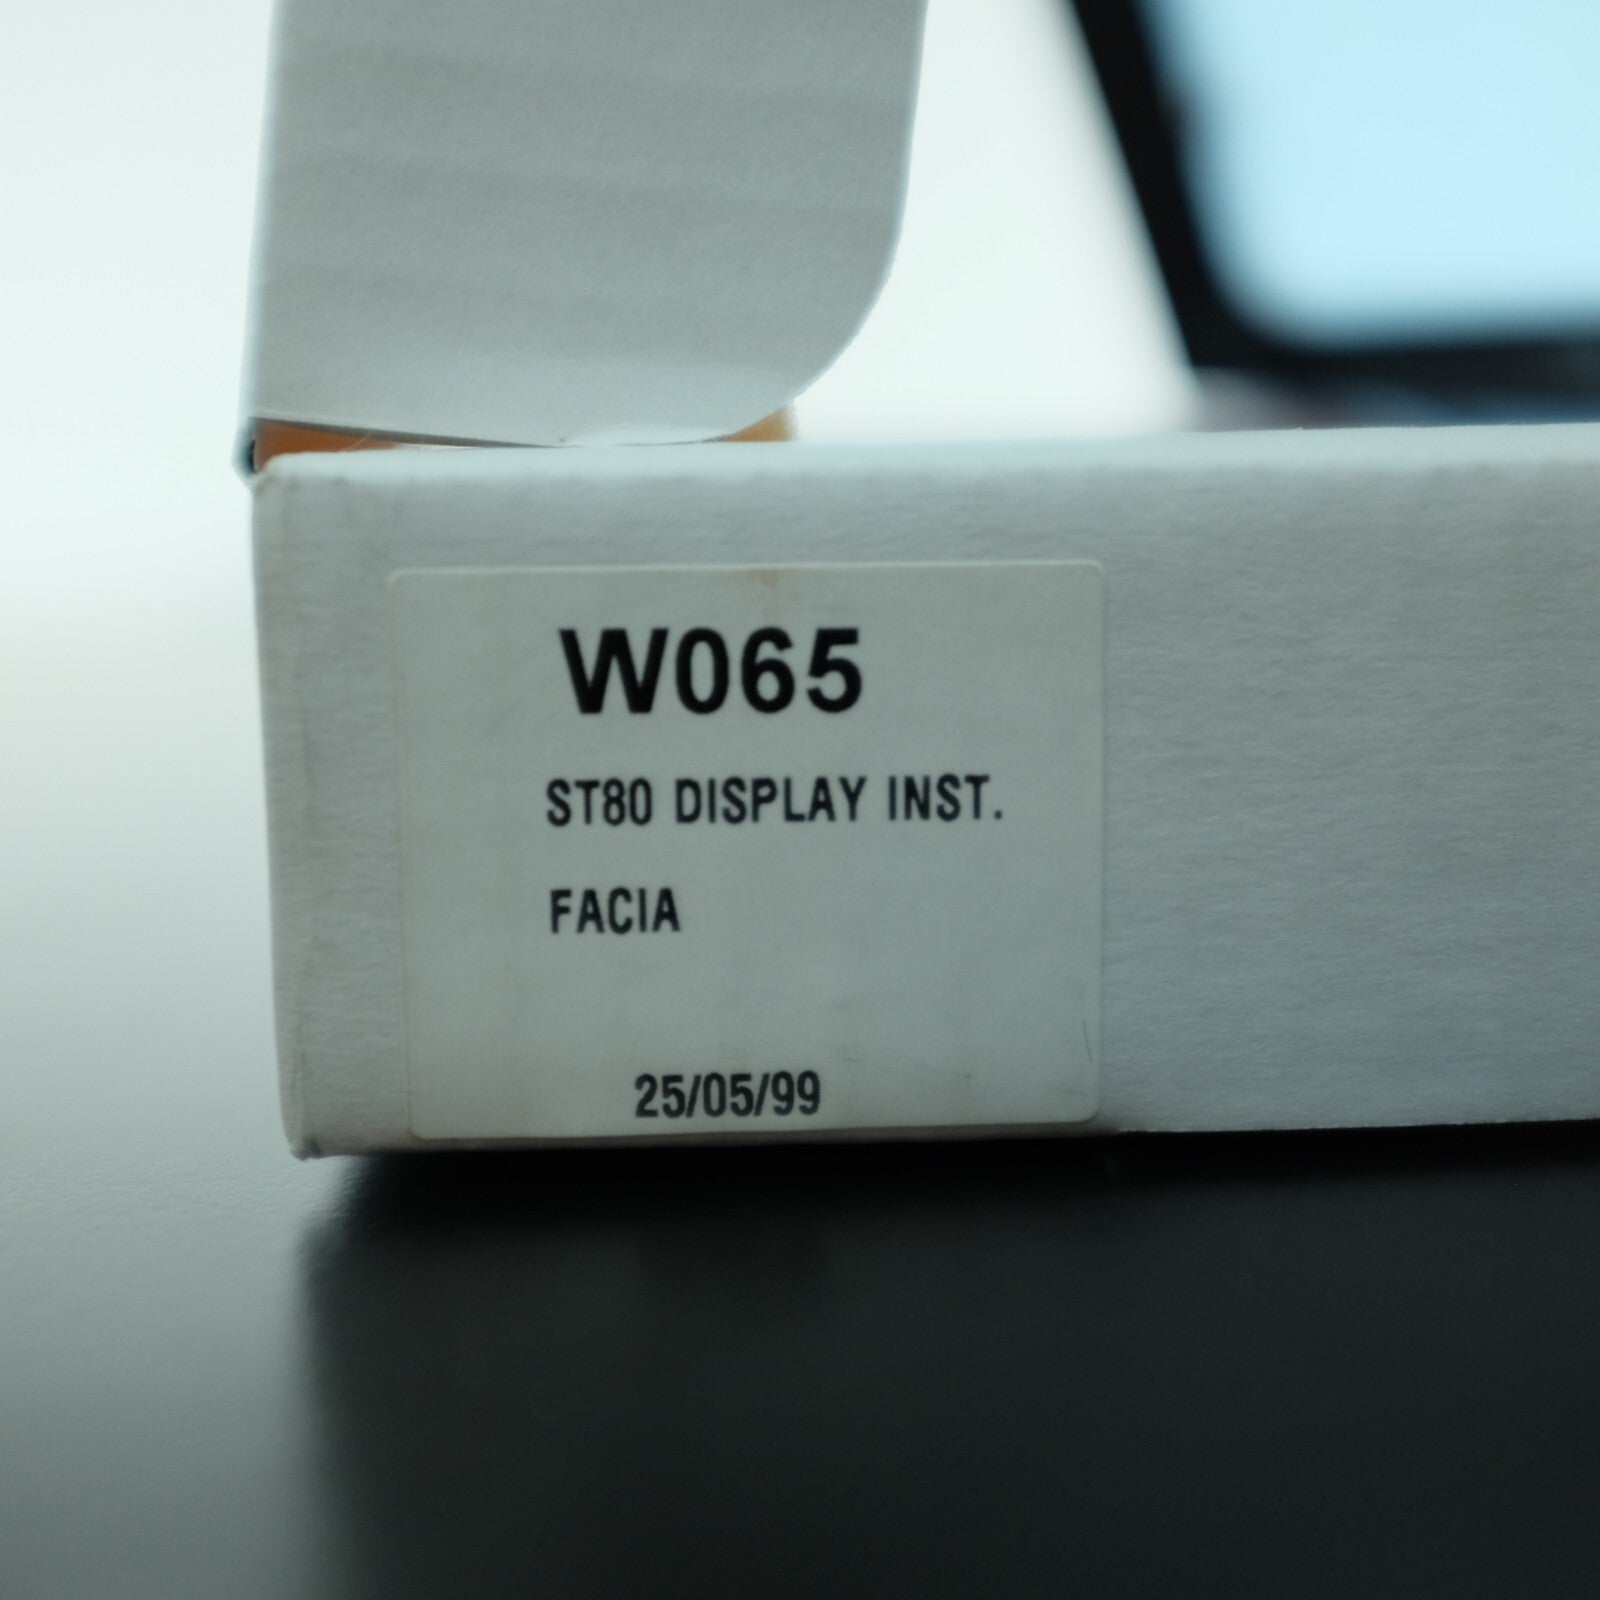 W065
ST80 DISPLAY INST.
FACIA
25/05/99